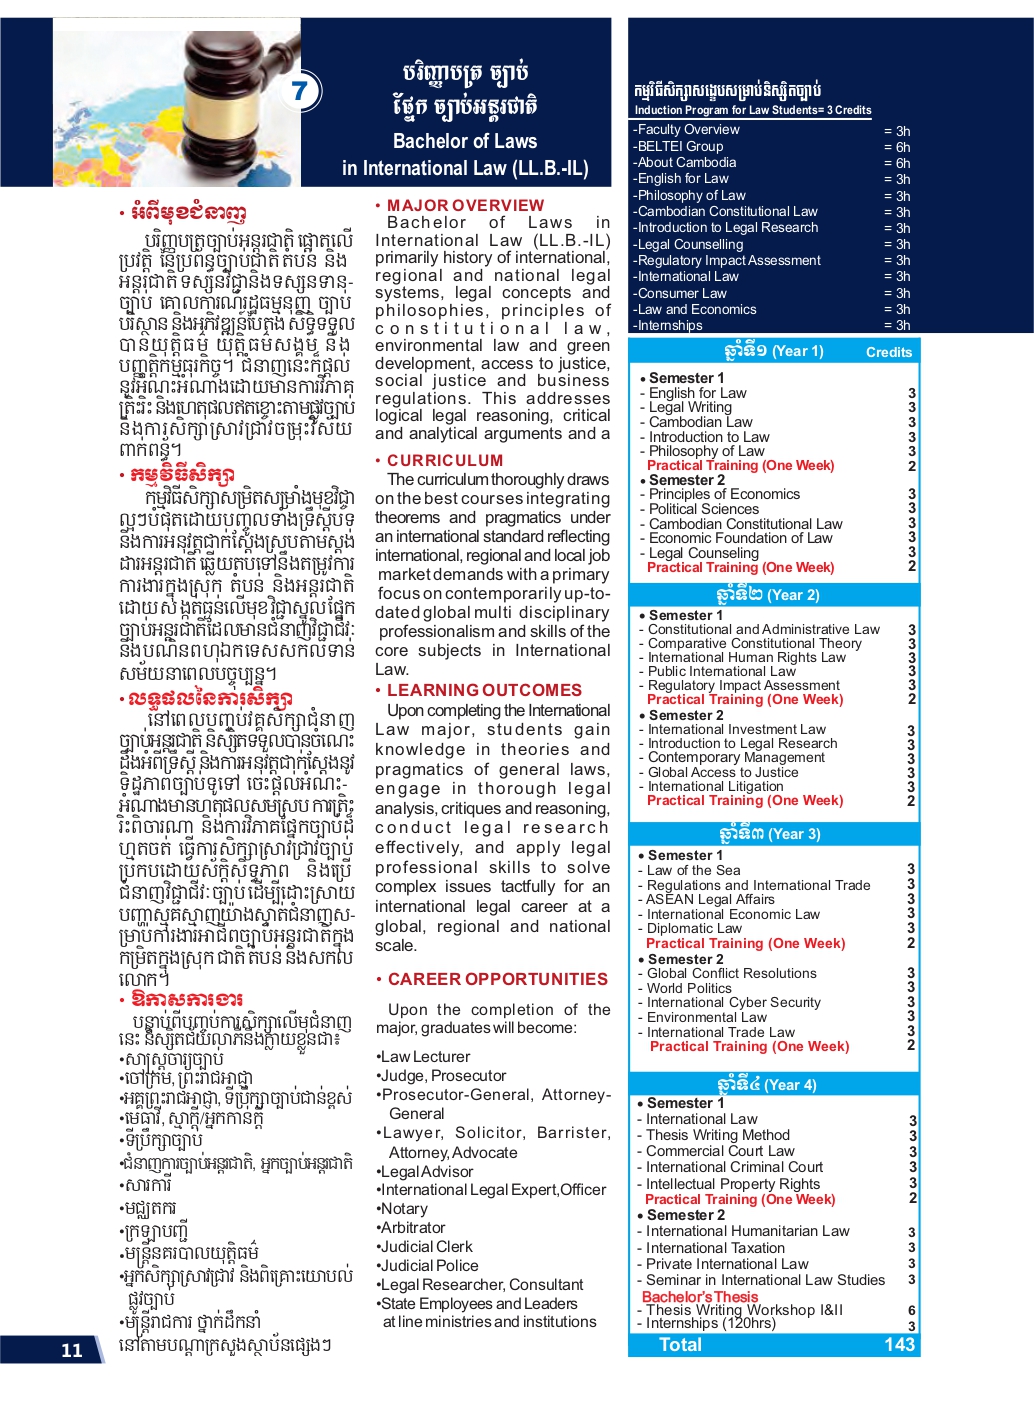 7
បរិញ្ញាបត្រ ច្បាប់
ផ្នែក ច្បាប់អន្តរជាតិ
Bachelor of Laws
in International Law (LL.B.-IL)
• អំពីមុខជំនាញ
បរិញ្ញបត្រច្បាប់អន្តរជាតិ ផ្តោតលើ
ប្រវត្តិ នៃប្រព័ន្ធច្បាប់ជាតិ តំបន់ និង
អន្តរជាតិ ទស្សនវិជ្ជានិងទស្សនទាន-
ច្បាប់ គោលការណ៍រដ្ឋធម្មនុញ្ញ ច្បាប់
បរិស្ថាន និងអភិវឌ្ឍន៍បៃតង សិទ្ធិទទួល
បានយុត្តិធម៌ យុត្តិធម៌សង្គម និង
បញ្ញត្តិកម្មធុរកិច្ច។ ជំនាញនេះក៏ផ្តល់
នូវអំណះអំណាងដោយមានការវិភាគ
ត្រិះរិះ និងហេតុផលឥតខ្ចោះតាមផ្លូវច្បាប់
និងការសិក្សាស្រាវជ្រាវចម្រុះវិស័យ
ពាក់ពន្ធ័។
• កម្មវិធីសិក្សា
កម្មវិធីសិក្សាសម្រិតសម្រាំងមុខវិជ្ជា
ល្អៗបំផុតដោយបញ្ចូលទាំងទ្រឹស្តីបទ
និងការអនុវត្តជាក់ស្តែងស្របតាមស្តង់
ដារអន្តរជាតិ ឆ្លើយតបទៅនឹងតម្រូវការ
ការងារក្នុងស្រុក តំបន់ និងអន្តរជាតិ
ដោយសង្កតធ្ងន់លើមុខវិជ្ជាស្នូលផ្នែក
ច្បាប់អន្តរជាតិដែលមានជំនាញវិជ្ជាជីវៈ
និងបណិនពហុឯកទេសសកលទាន់
សម័យនាពេលបច្ចុប្បន្ន។
• លទ្ធផលនៃការសិក្សា
នៅពេលបញ្ចប់វគ្គសិក្សាជំនាញ
ច្បាប់អន្តរជាតិ និស្សិតទទួលបានចំណេះ
ដឹងអំពីទ្រឹស្តី និងការអនុវត្តជាក់ស្តែងនូវ
ទិដ្ឋភាពច្បាប់ទូទៅ ចេះផ្តល់អំណះ-
អំណាងមានហតុផលសមស្រប ការត្រិះ
រិះពិចារណា និងការវិភាគផ្នែកច្បាប់ដ៏
ហ្មតចត់ ធ្វើការសិក្សាស្រាវជ្រាវច្បាប់
ប្រកបដោយស័ក្តិសិទ្ធភាព និងប្រើ
ជំនាញវិជ្ជាជីវៈច្បាប់ ដើម្បីដោះស្រាយ
បញ្ហាស្មុគស្មាញយ៉ាងស្ទាត់ជំនាញស-
ម្រាប់ការងារអាជីពច្បាប់អន្តរជាតិក្នុង
កម្រិតក្នុងស្រុក ជាតិ តំបន់ និងសកល
លោក។
• ឱកាសការងារ
បន្ទាប់ពីបញ្ចប់ការសិក្សាលើមុជំនាញ
នេះ និស្សិតជ័យលាភីនឹងក្លាយខ្លួនជា៖
•សាស្ត្រចារ្យច្បាប់
•ចៅក្រម, ព្រះរាជអាជ្ញា
•អគ្គព្រះរាជអាជ្ញា, ទីប្រឹក្សាច្បាប់ជាន់ខ្ពស់
•មេធាវី, ស្មាក្តី/អ្នកកាន់ក្តី
•ទីប្រឹក្សាច្បាប
•ជំនាញការច្បាប់អន្តរជាតិ, អ្នកច្បាប់អន្តរជាតិ
•សារការី
•មជ្ឈតករ
•ក្រឡាបញ្ជី
•មន្ត្រីនគរបាលយុត្តិធម៌
•អ្នកសិក្សាស្រាវជ្រាវ និងពិគ្រោះយោបល់
ផ្លូវច្បាប់
•មន្ត្រីរាជការ ថ្នាក់ដឹកនាំ
នៅតាមបណ្តាក្រសួងស្ថាប័នផ្សេងៗ
• MAJOR OVERVIEW
Bachelor of Laws in
International Law (LL.B.-IL)
primarily history of international,
regional and national legal
systems, legal concepts and
philosophies, principles of
constitutional law,
environmental law and green
development, access to justice,
social justice and business
regulations. This addresses
logical legal reasoning, critical
and analytical arguments and a
• CURRICULUM
The curriculum thoroughly draws
on the best courses integrating
theorems and pragmatics under
an international standard reflecting
international, regional and local job
market demands with a primary
focus on contemporarily up-to-
dated global multi disciplinary
professionalism and skills of the
core subjects in International
Law.
• LEARNING OUTCOMES
Upon completing the International
Law major, students gain
knowledge in theories and
pragmatics of general laws,
engage in thorough legal
analysis, critiques and reasoning,
conduct legal research
effectively, and apply legal
professional skills to solve
complex issues tactfully for an
international legal career at a
global, regional and national
scale.
• CAREER OPPORTUNITIES
Upon the completion of the
major, graduates will become:
•Law Lecturer
•Judge, Prosecutor
•Prosecutor-General, Attorney-
General
•Lawyer, Solicitor, Barrister,
Attorney, Advocate
•Legal Advisor
•International Legal Expert,Officer
•Notary
•Arbitrator
•Judicial Clerk
•Judicial Police
•Legal Researcher, Consultant
•State Employees and Leaders
at line ministries and institutions
កម្មវិធីសិក្សាសង្ខេបសម្រាប់និស្សិតច្បាប់
Induction Program for Law Students= 3 Credits
-Faculty Overview = 3h
-BELTEI Group = 6h
-About Cambodia = 6h
-English for Law = 3h
-Philosophy of Law = 3h
-Cambodian Constitutional Law = 3h
-Introduction to Legal Research = 3h
-Legal Counselling = 3h
-Regulatory Impact Assessment = 3h
-International Law = 3h
-Consumer Law = 3h
-Law and Economics = 3h
-Internships = 3h
ឆ្នាំទី១ (Year 1) Credits
• Semester 1
- English for Law 3
- Legal Writing 3
- Cambodian Law 3
- Introduction to Law 3
- Philosophy of Law 3
Practical Training (One Week) 2
• Semester 2
- Principles of Economics 3
- Political Sciences 3
- Cambodian Constitutional Law 3
- Economic Foundation of Law 3
- Legal Counseling 3
Practical Training (One Week) 2
ឆ្នាំទី២ (Year 2)
• Semester 1
- Constitutional and Administrative Law 3
- Comparative Constitutional Theory 3
- International Human Rights Law 3
- Public International Law 3
- Regulatory Impact Assessment 3
Practical Training (One Week) 2
• Semester 2
- International Investment Law 3
- Introduction to Legal Research 3
- Contemporary Management 3
- Global Access to Justice 3
- International Litigation 3
Practical Training (One Week) 2
ឆ្នាំទី៣ (Year 3)
• Semester 1
- Law of the Sea 3
- Regulations and International Trade 3
- ASEAN Legal Affairs 3
- International Economic Law 3
- Diplomatic Law 3
Practical Training (One Week) 2
• Semester 2
- Global Conflict Resolutions 3
- World Politics 3
- International Cyber Security 3
- Environmental Law 3
- International Trade Law 3
Practical Training (One Week) 2
ឆ្នាំទី៤ (Year 4)
• Semester 1
- International Law 3
- Thesis Writing Method 3
- Commercial Court Law 3
- International Criminal Court 3
- Intellectual Property Rights 3
Practical Training (One Week) 2
• Semester 2
- International Humanitarian Law 3
- International Taxation 3
- Private International Law 3
- Seminar in International Law Studies 3
Bachelor's Thesis
- Thesis Writing Workshop I&II 6
- Internships (120hrs) 3
Total 143
11